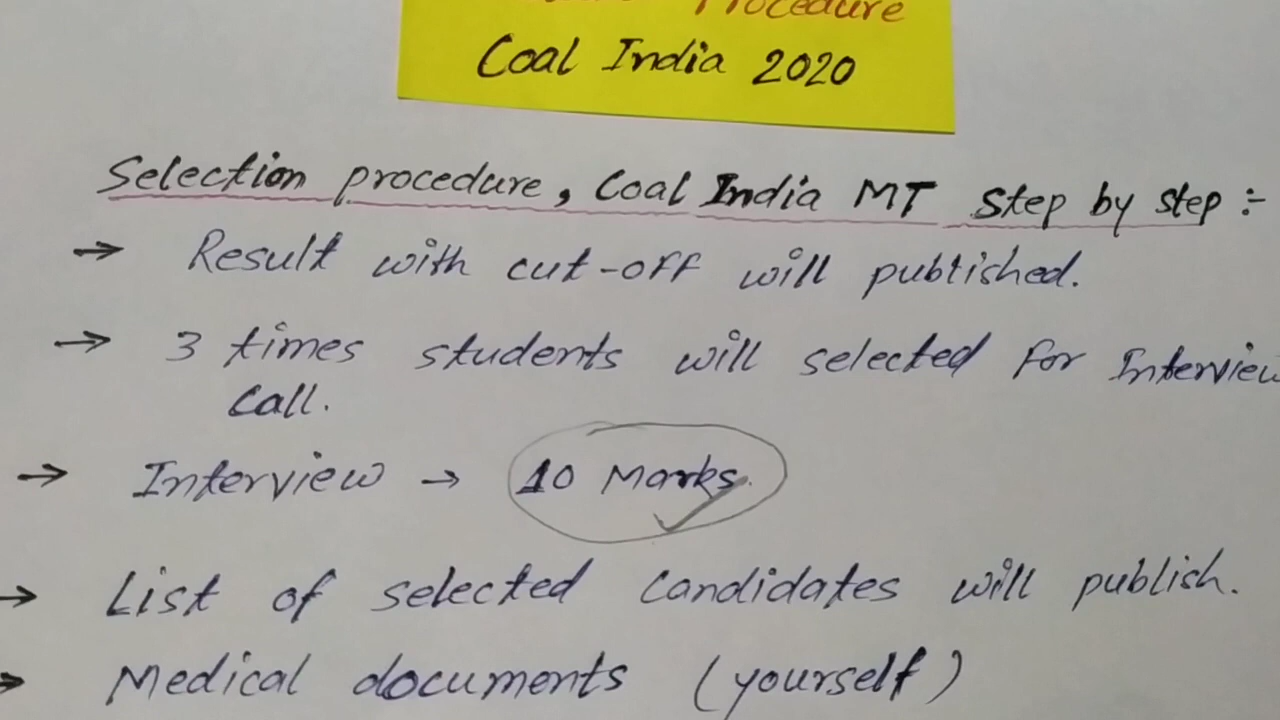 Procedure
Coal India 2020
Selection procedure, Coal India MT Step by step :-
→ Result with cut-off will published.
→ 3 times students will selected for Interview
Call.
→ Interview → 10 Marks.
→ List of selected Candidates will publish.
→ Medical documents (yourself)